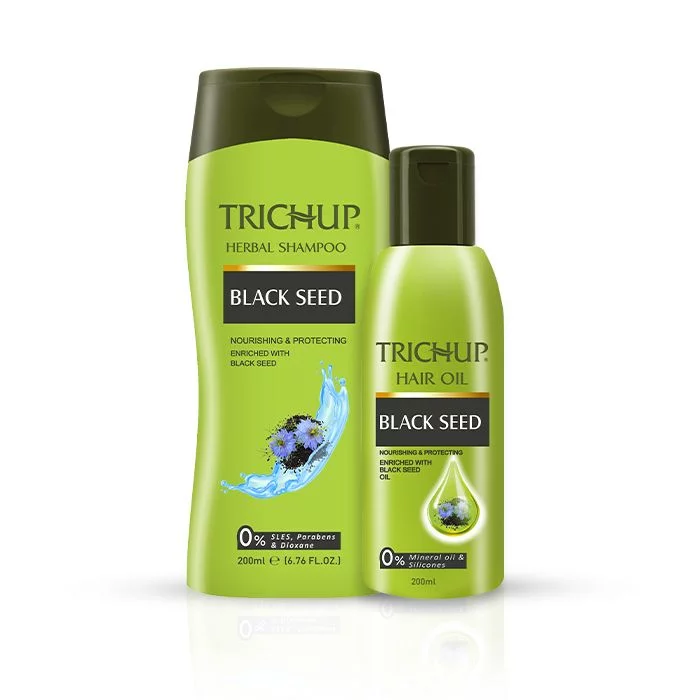 TRICHUP®
HERBAL SHAMPOO
BLACK SEED
NOURISHING & PROTECTING
ENRICHED WITH
BLACK SEED
0% SLES, Parabens
& Dioxane
200ml ℮ (6.76 FL.OZ.)
TRICHUP®
HAIR OIL
BLACK SEED
NOURISHING & PROTECTING
ENRICHED WITH
BLACK SEED
OIL
0% Mineral oil &
Silicones
200ml